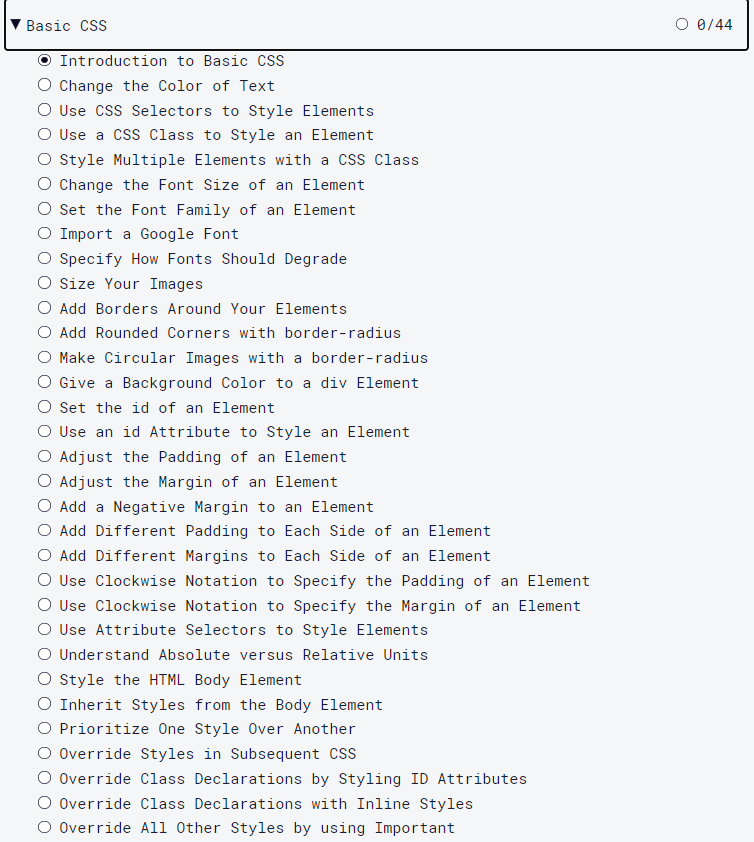 Basic CSS 0/44
Introduction to Basic CSS
Change the Color of Text
Use CSS Selectors to Style Elements
Use a CSS Class to Style an Element
Style Multiple Elements with a CSS Class
Change the Font Size of an Element
Set the Font Family of an Element
Import a Google Font
Specify How Fonts Should Degrade
Size Your Images
Add Borders Around Your Elements
Add Rounded Corners with border-radius
Make Circular Images with a border-radius
Give a Background Color to a div Element
Set the id of an Element
Use an id Attribute to Style an Element
Adjust the Padding of an Element
Adjust the Margin of an Element
Add a Negative Margin to an Element
Add Different Padding to Each Side of an Element
Add Different Margins to Each Side of an Element
Use Clockwise Notation to Specify the Padding of an Element
Use Clockwise Notation to Specify the Margin of an Element
Use Attribute Selectors to Style Elements
Understand Absolute versus Relative Units
Style the HTML Body Element
Inherit Styles from the Body Element
Prioritize One Style Over Another
Override Styles in Subsequent CSS
Override Class Declarations by Styling ID Attributes
Override Class Declarations with Inline Styles
Override All Other Styles by using Important